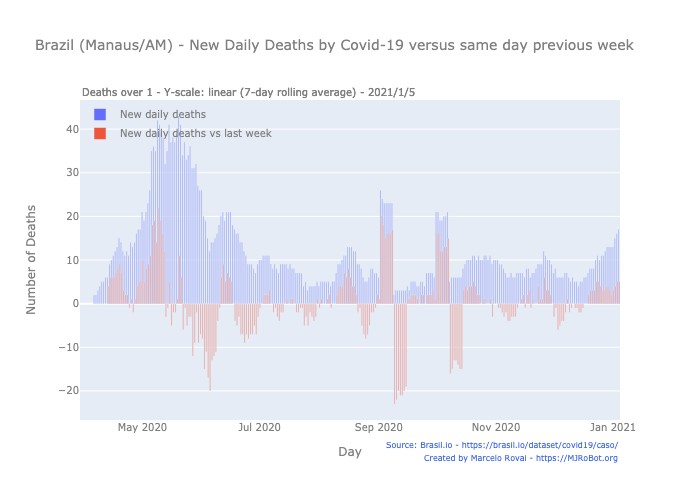 Brazil (Manaus/AM) - New Daily Deaths by Covid-19 versus same day previous week
Deaths over 1 - Y-scale: linear (7-day rolling average) - 2021/1/5
New daily deaths
New daily deaths vs last week
40
30
20
10
0
−10
−20
Number of Deaths
May 2020
Jul 2020
Sep 2020
Nov 2020
Jan 2021
Day
Source: Brasil.io - https://brasil.io/dataset/covid19/caso/
Created by Marcelo Rovai - https://MJRoBot.org